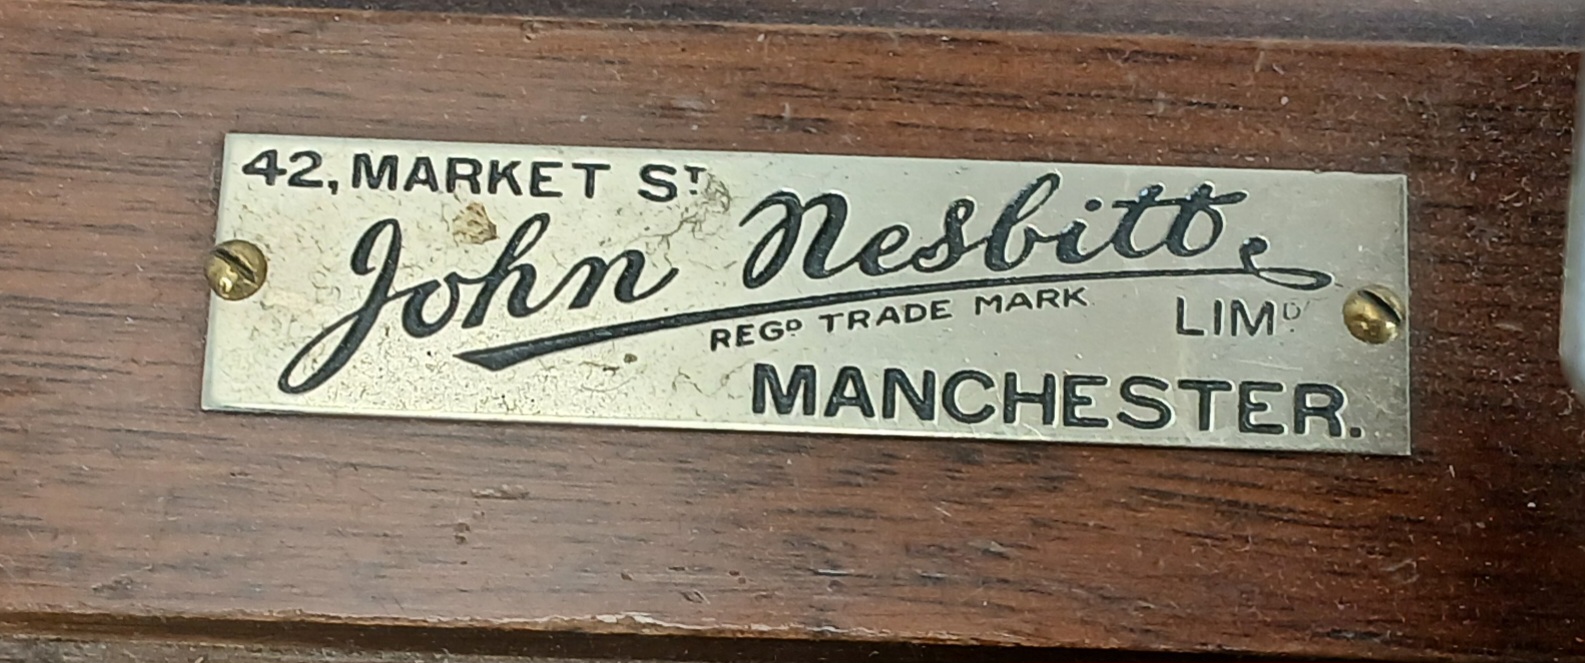 42, MARKET ST
John Nesbitt,
REGD TRADE MARK
LIMD
MANCHESTER.